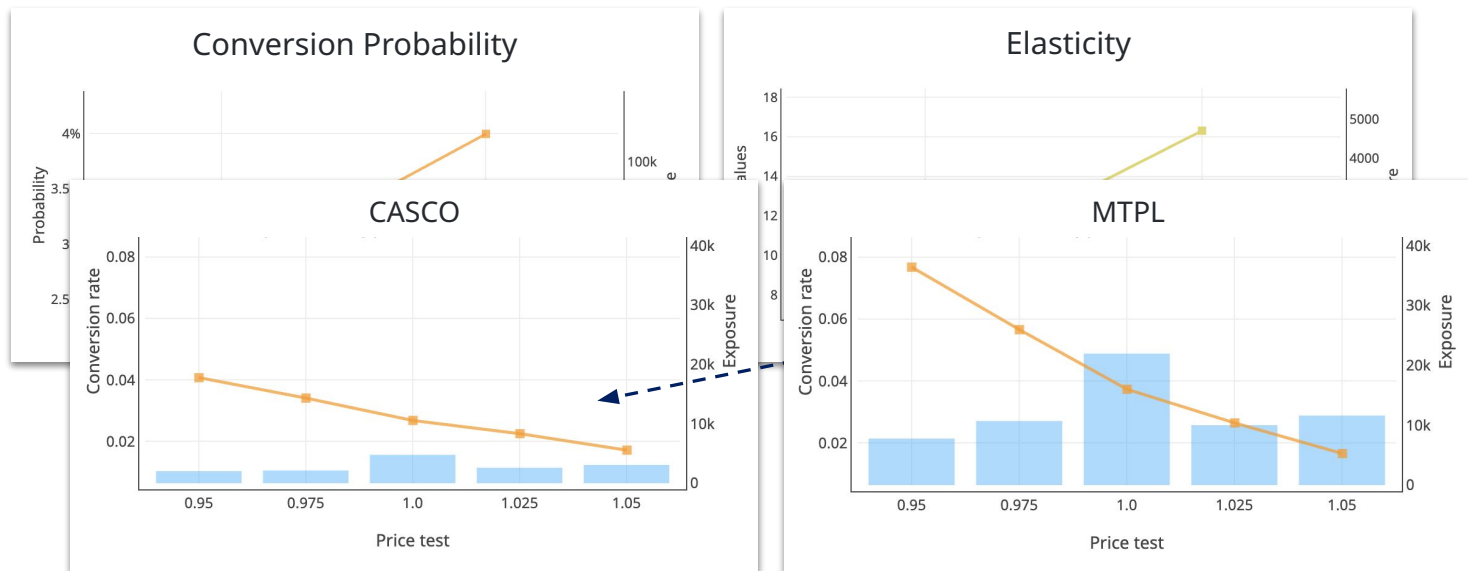 Conversion Probability
4%
3.5
3
2.5
Probability
100k
Elasticity
18
16
14
12
10
8
5000
4000
CASCO
0.08
0.06
0.04
0.02
Conversion rate
40k
30k
20k
10k
0
Exposure
0.95 0.975 1.0 1.025 1.05
Price test
MTPL
0.08
0.06
0.04
0.02
Conversion rate
40k
30k
20k
10k
0
Exposure
0.95 0.975 1.0 1.025 1.05
Price test